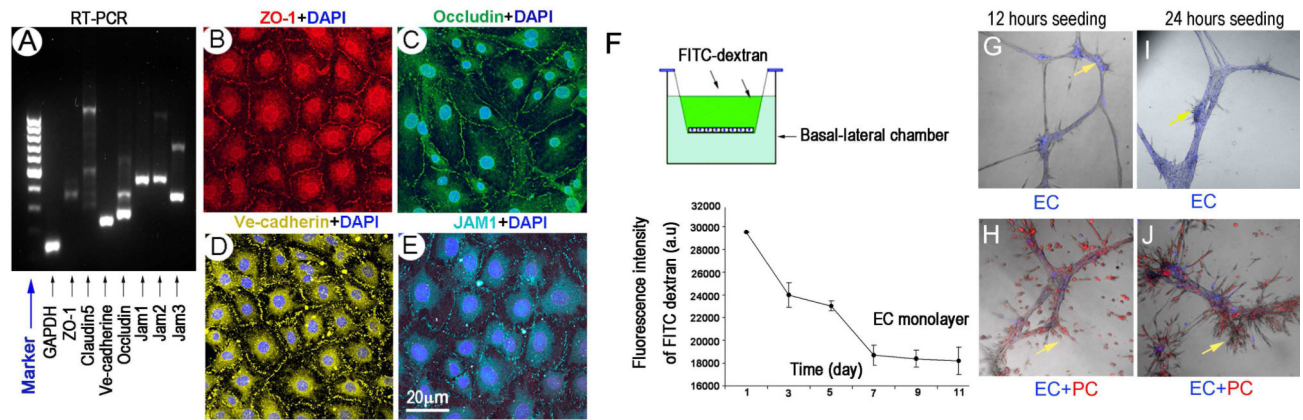 RT-PCR
A
Marker
GAPDH
ZO-1
Claudin5
Ve-cadherine
Occludin
Jam1
Jam2
Jam3
ZO-1+DAPI
B
Occludin+DAPI
C
Ve-cadherin+DAPI
D
JAM1+DAPI
E
20µm
F
FITC-dextran
Basal-lateral chamber
Fluorescence intensity
of FITC dextran (a.u)
32000
30000
28000
26000
24000
22000
20000
18000
16000
EC monolayer
Time (day)
1 3 5 7 9 11
12 hours seeding
24 hours seeding
G
EC
I
EC
H
EC+PC
J
EC+PC